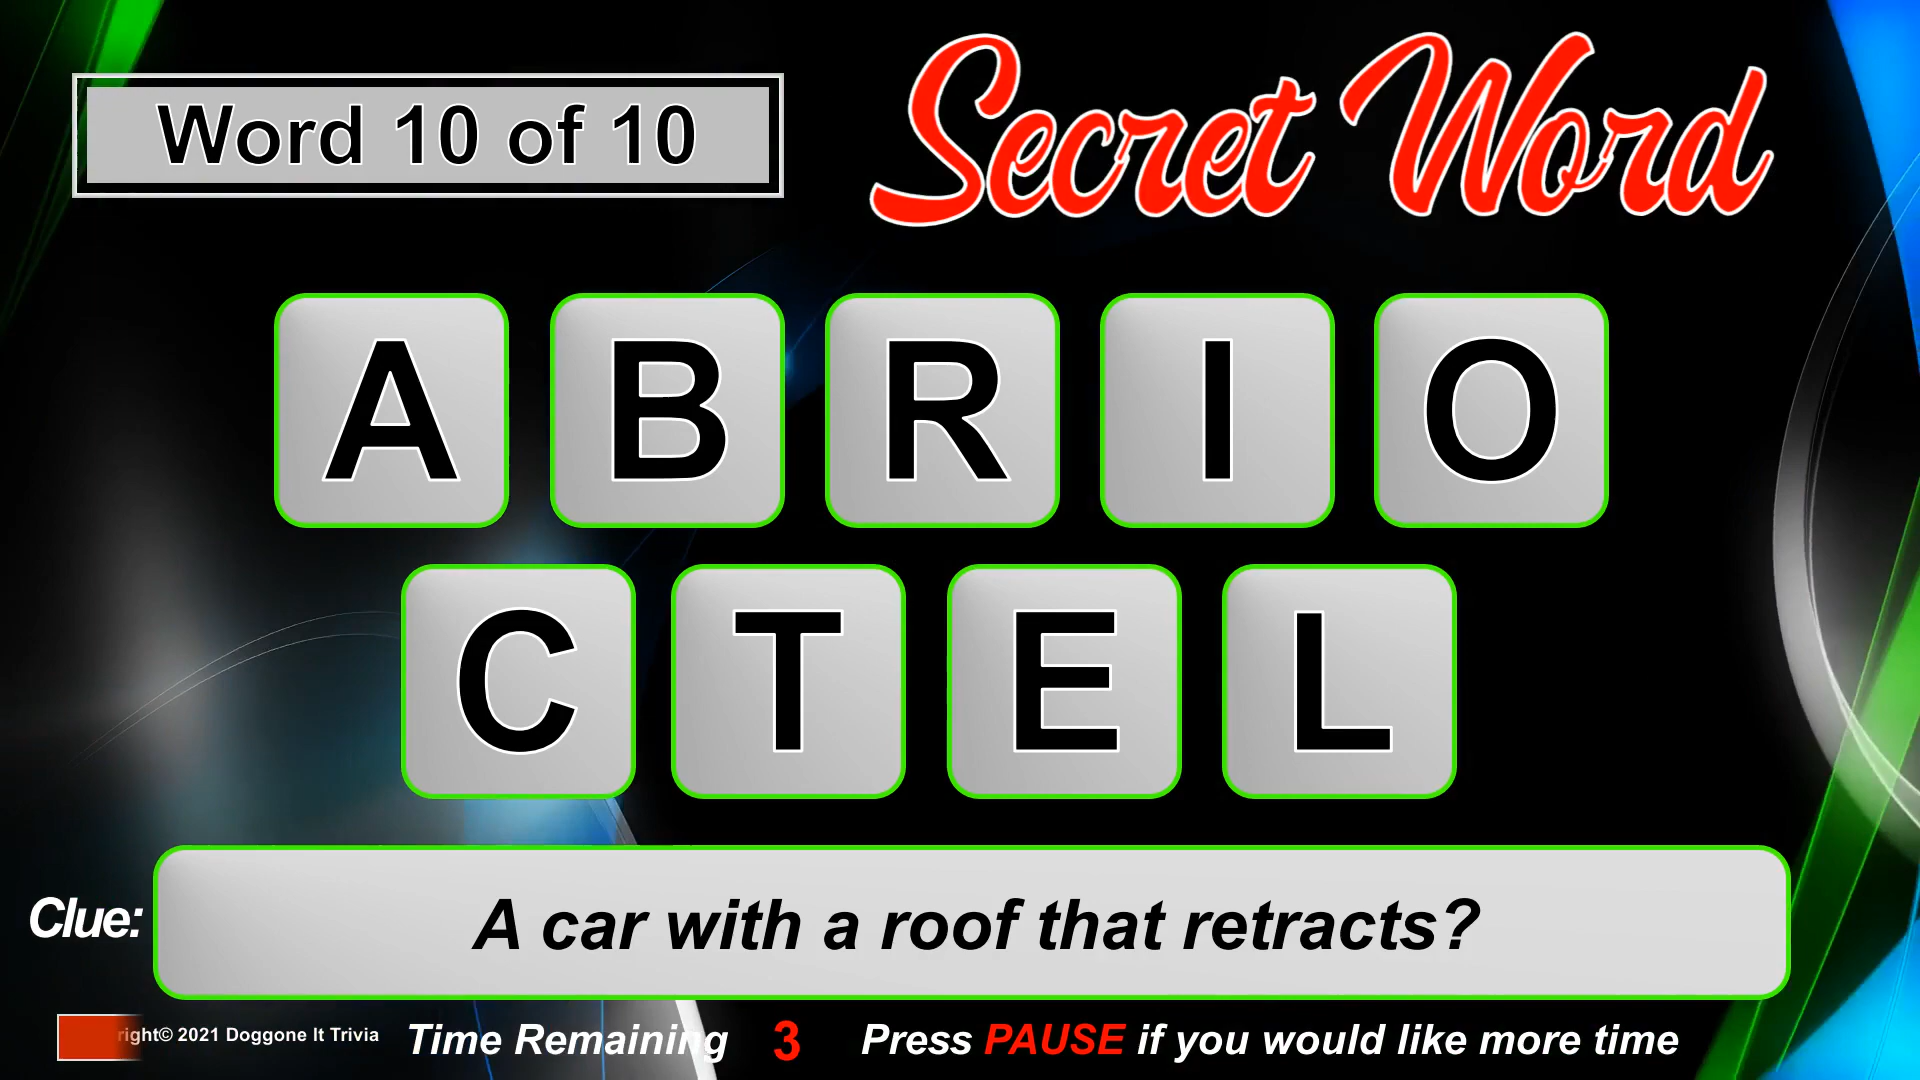 Word 10 of 10
Secret Word
A B R I O
C T E L
Clue: A car with a roof that retracts?
right© 2021 Doggone It Trivia Time Remaining 3 Press PAUSE if you would like more time